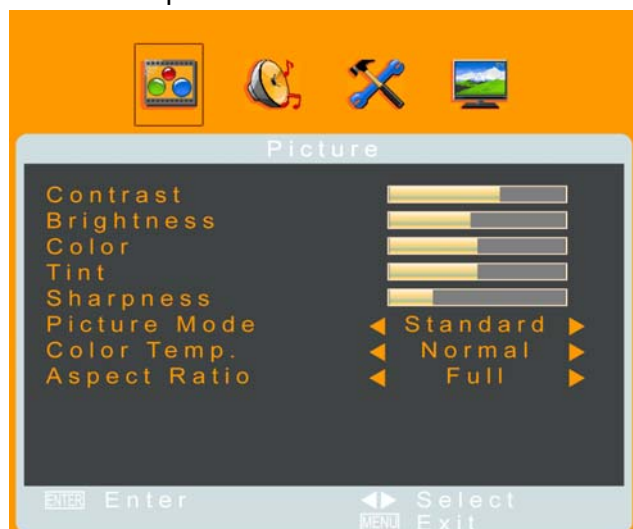 Picture
Contrast
Brightness
Color
Tint
Sharpness
Picture Mode ◀ Standard ▶
Color Temp. ◀ Normal ▶
Aspect Ratio ◀ Full ▶
ENTER Enter ◀▶ Select
MENU Exit